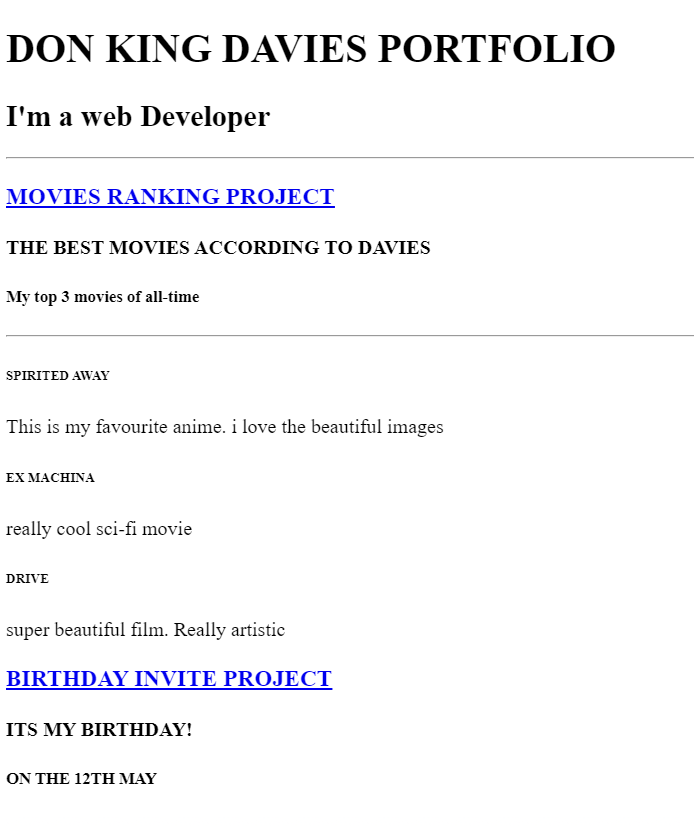 DON KING DAVIES PORTFOLIO
I'm a web Developer
MOVIES RANKING PROJECT
THE BEST MOVIES ACCORDING TO DAVIES
My top 3 movies of all-time
SPIRITED AWAY
This is my favourite anime. i love the beautiful images
EX MACHINA
really cool sci-fi movie
DRIVE
super beautiful film. Really artistic
BIRTHDAY INVITE PROJECT
ITS MY BIRTHDAY!
ON THE 12TH MAY